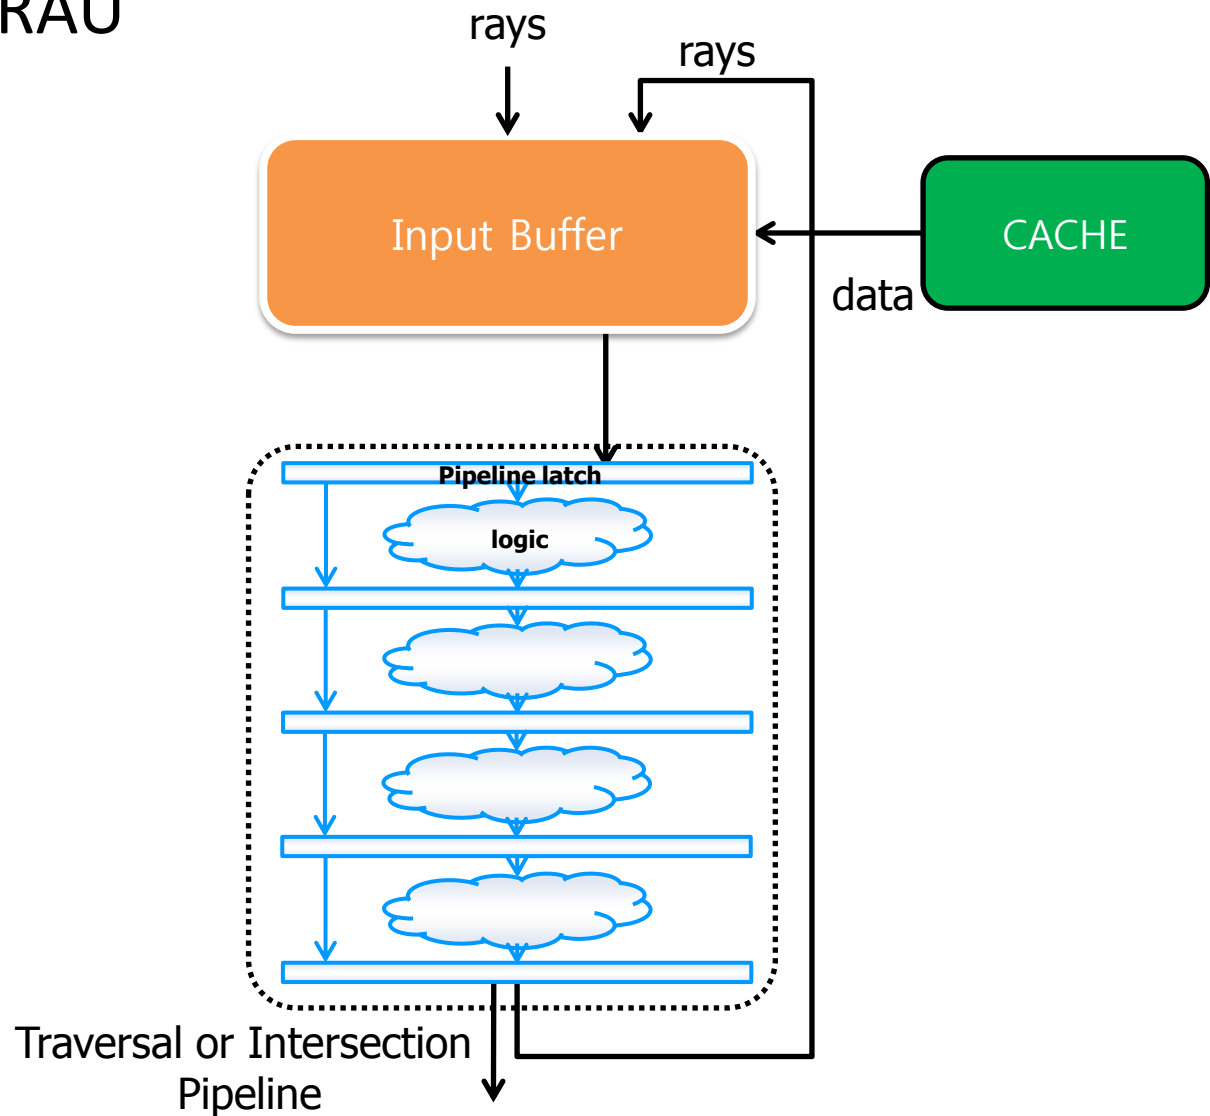 RAU
rays
rays
Input Buffer
CACHE
data
Pipeline latch
logic
Traversal or Intersection
Pipeline